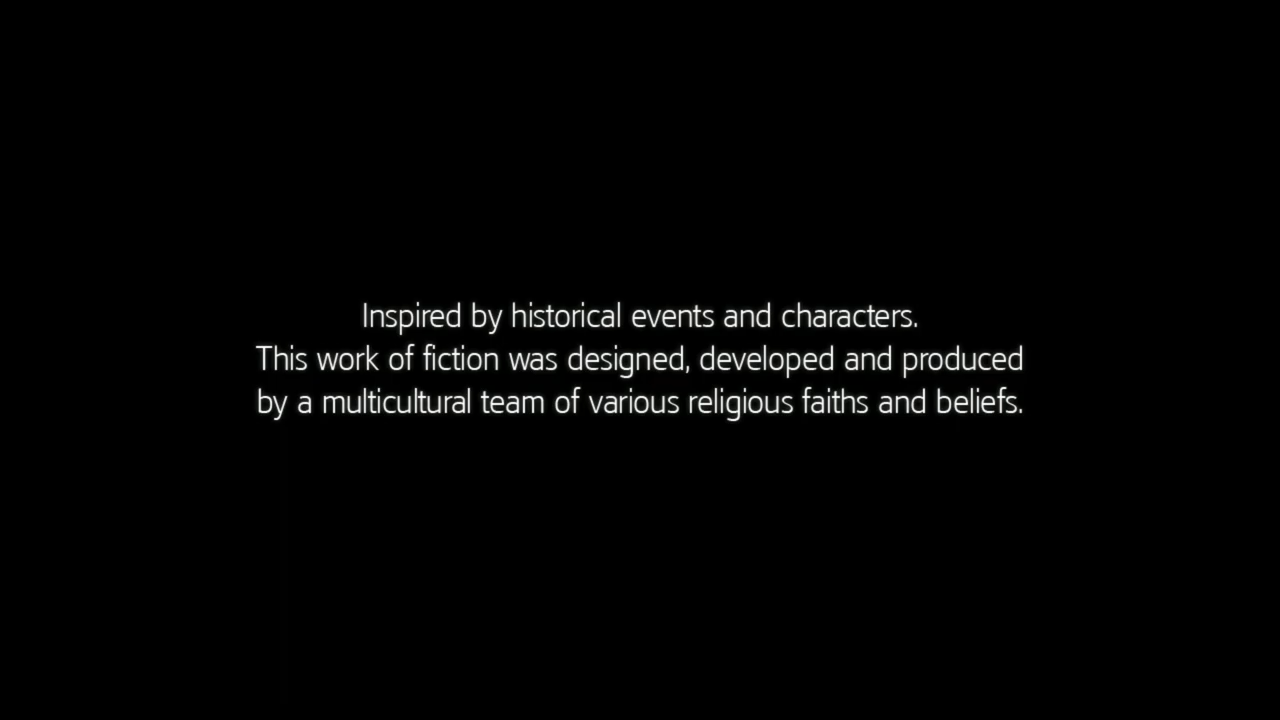 Inspired by historical events and characters.
This work of fiction was designed, developed and produced
by a multicultural team of various religious faiths and beliefs.